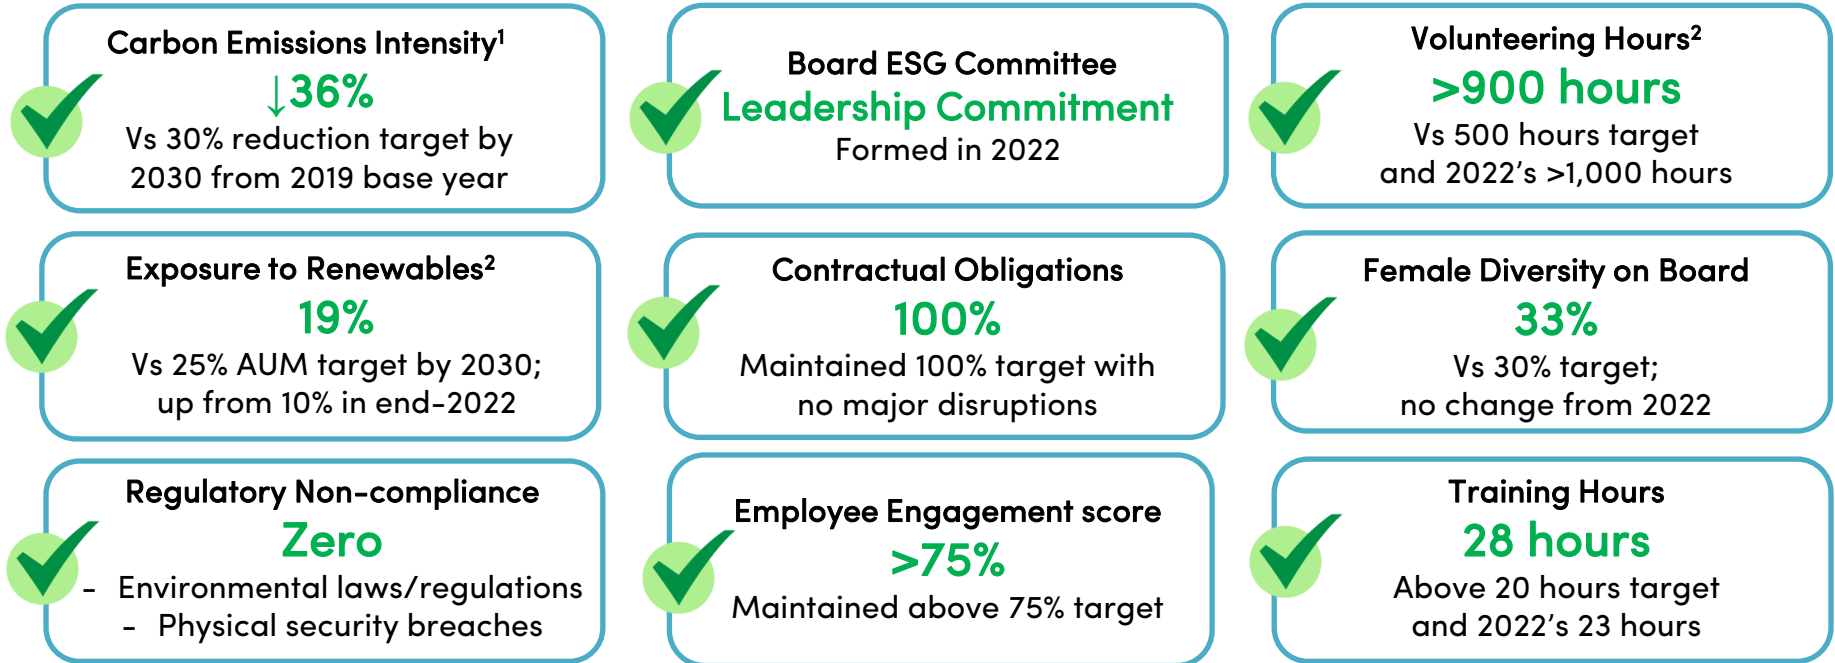 Carbon Emissions Intensity¹
↓36%
Vs 30% reduction target by
2030 from 2019 base year
Board ESG Committee
Leadership Commitment
Formed in 2022
Volunteering Hours²
>900 hours
Vs 500 hours target
and 2022’s >1,000 hours
Exposure to Renewables²
19%
Vs 25% AUM target by 2030;
up from 10% in end-2022
Contractual Obligations
100%
Maintained 100% target with
no major disruptions
Female Diversity on Board
33%
Vs 30% target;
no change from 2022
Regulatory Non-compliance
Zero
- Environmental laws/regulations
- Physical security breaches
Employee Engagement score
>75%
Maintained above 75% target
Training Hours
28 hours
Above 20 hours target
and 2022’s 23 hours